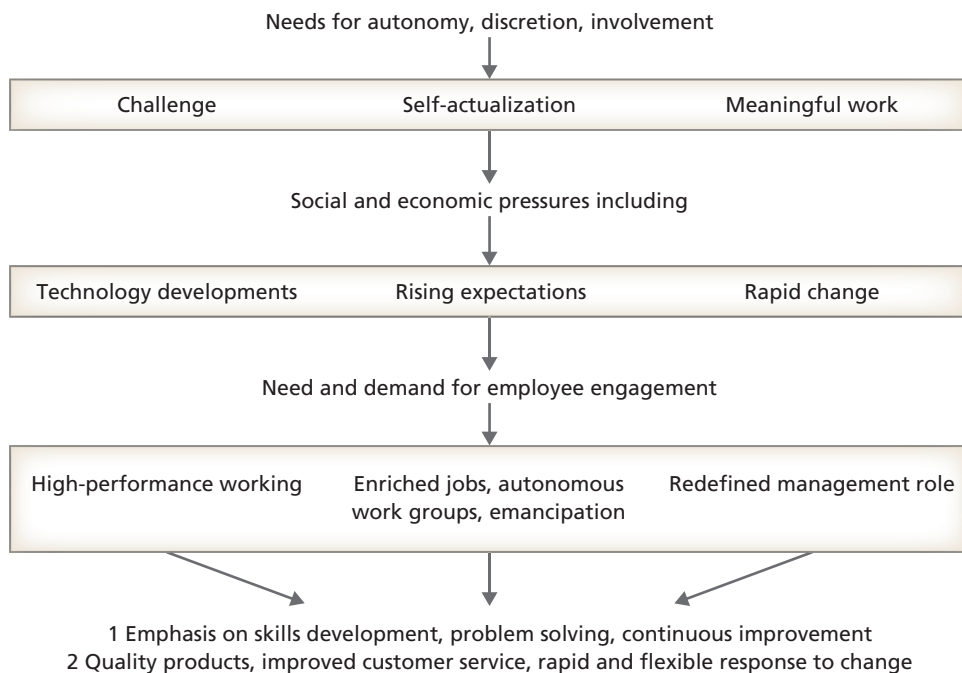 Needs for autonomy, discretion, involvement
Challenge Self-actualization Meaningful work
Social and economic pressures including
Technology developments Rising expectations Rapid change
Need and demand for employee engagement
High-performance working Enriched jobs, autonomous Redefined management role
work groups, emancipation
1 Emphasis on skills development, problem solving, continuous improvement
2 Quality products, improved customer service, rapid and flexible response to change